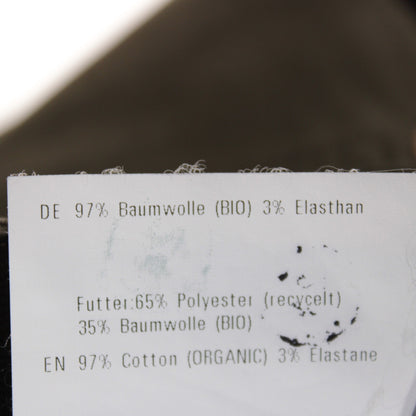 DE 97% Baumwolle (BIO) 3% Elasthan
Futter:65% Polyester (recycelt)
35% Baumwolle (BIO)
EN 97% Cotton (ORGANIC) 3% Elastane